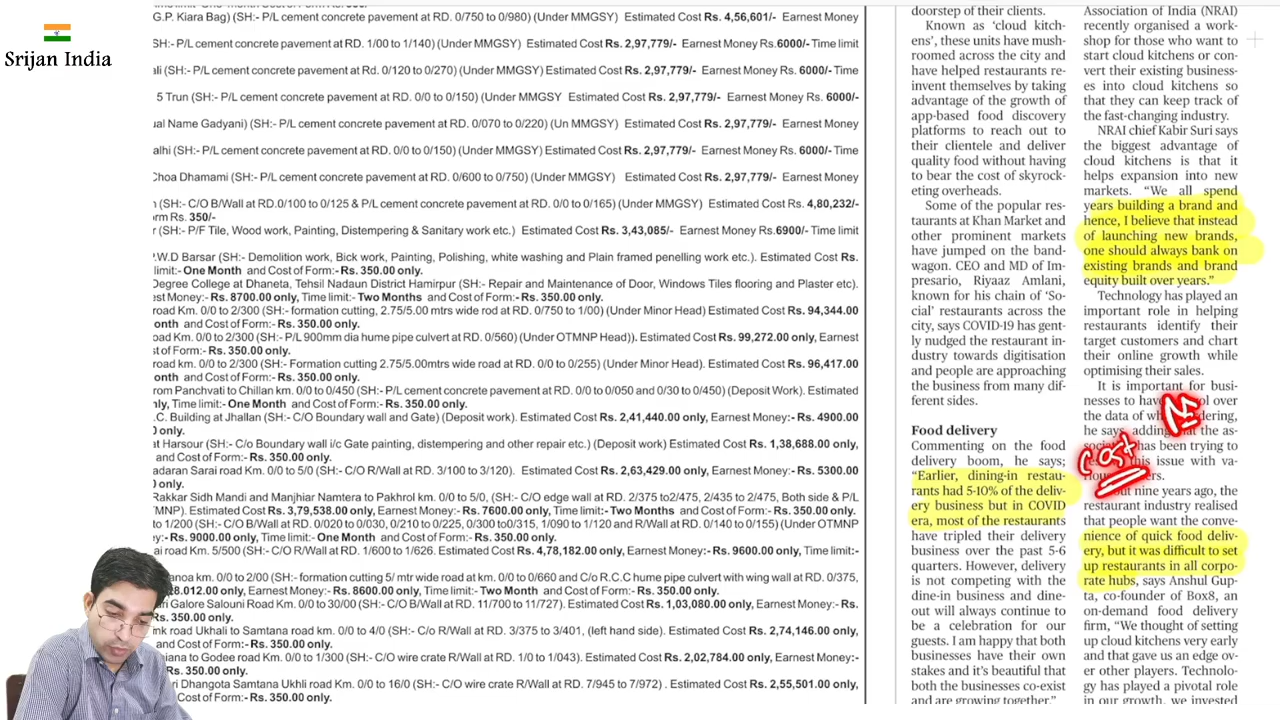 Srijan India
G.P. Kiara Bag) (SH:- P/L cement concrete pavement at RD. 0/750 to 0/980) (Under MMGSY) Estimated Cost Rs. 4,56,601/- Earnest Money
SH:- P/L cement concrete pavement at RD. 1/00 to 1/140) (Under MMGSY) Estimated Cost Rs. 2,97,779/- Earnest Money Rs.6000/- Time limit
ali (SH:- P/L cement concrete pavement at Rd. 0/120 to 0/270) (Under MMGSY) Estimated Cost Rs. 2,97,779/- Earnest Money Rs. 6000/- Time
5 Trun (SH:- P/L cement concrete pavement at RD. 0/0 to 0/150) (Under MMGSY) Estimated Cost Rs. 2,97,779/- Earnest Money Rs. 6000/-
ual Name Gadyani) (SH:- P/L cement concrete pavement at RD. 0/070 to 0/220) (Un MMGSY) Estimated Cost Rs. 2,97,779/- Earnest Money
alhi (SH:- P/L cement concrete pavement at RD. 0/0 to 0/150) (Under MMGSY) Estimated Cost Rs. 2,97,779/- Earnest Money Rs. 6000/- Time
Choa Dhamami (SH:- P/L cement concrete pavement at RD. 0/600 to 0/750) (Under MMGSY) Estimated Cost Rs. 2,97,779/- Earnest Money
(SH:- C/O B/Wall at RD.0/100 to 0/125 & P/L cement concrete pavement at RD. 0/0 to 0/165) (Under MMGSY) Estimated Cost Rs. 4,80,232/-
orm Rs. 350/-
r (SH:- P/F Tile, Wood work, Painting, Distempering & Sanitary work etc.) Estimated Cost Rs. 3,43,085/- Earnest Money Rs.6900/- Time limit
P.W.D Barsar (SH:- Demolition work, Bick work, Painting, Polishing, white washing and Plain framed penelling work etc.). Estimated Cost Rs.
limit:- One Month and Cost of Form:- Rs. 350.00 only.
Degree College at Dhaneta, Tehsil Nadaun District Hamirpur (SH:- Repair and Maintenance of Door, Windows Tiles flooring and Plaster etc).
est Money:- Rs. 8700.00 only, Time limit:- Two Months and Cost of Form:- Rs. 350.00 only.
road Km. 0/0 to 2/300 (SH:- formation cutting, 2.75/5.00 mtrs wide rod at RD. 0/750 to 1/00) (Under Minor Head) Estimated Cost Rs. 94,344.00
onth and Cost of Form:- Rs. 350.00 only.
oad Km. 0/0 to 2/300 (SH:- P/L 900mm dia hume pipe culvert at RD. 0/560) (Under OTMNP Head)) Estimated Cost Rs. 99,272.00 only, Earnest
st of Form:- Rs. 350.00 only.
road km. 0/0 to 2/300 (SH:- Formation cutting 2.75/5.00mtrs wide road at RD. 0/0 to 0/255) (Under Minor Head). Estimated Cost Rs. 96,417.00
onth and Cost of Form:- Rs. 350.00 only.
rom Panchvati to Chillan km. 0/0 to 0/450 (SH:- P/L cement concrete pavement at RD. 0/0 to 0/050 and 0/30 to 0/450) (Deposit Work). Estimated
nly, Time limit:- One Month and Cost of Form:- Rs. 350.00 only.
.C. Building at Jhallan (SH:- C/O Boundary wall and Gate) (Deposit work). Estimated Cost Rs. 2,41,440.00 only, Earnest Money:- Rs. 4900
at Harsour (SH:- C/o Boundary wall i/c Gate painting, distempering and other repair etc.) (Deposit work) Estimated Cost Rs. 1,38,688.00 only,
and Cost of Form:- Rs. 350.00 only.
adaran Sarai road Km. 0/0 to 5/0 (SH:- C/O R/Wall at RD. 3/100 to 3/120). Estimated Cost Rs. 2,63,429.00 only, Earnest Money:- Rs. 5300
0 only.
Rakkar Sidh Mandi and Manjhiar Namtera to Pakhrol km. 0/0 to 5/0, (SH:- C/O edge wall at RD. 2/375 to2/475, 2/435 to 2/475, Both side & P/L
TMNP). Estimated Cost Rs. 3,79,538.00 only, Earnest Money:- Rs. 7600.00 only, Time limit:- Two Months and Cost of Form:- Rs. 350.00 only.
to 1/200 (SH:- C/O B/Wall at RD. 0/020 to 0/030, 0/210 to 0/225, 0/300 to0/315, 1/090 to 1/120 and R/Wall at RD. 0/140 to 0/155) (Under OTMNP
y:- Rs. 9000.00 only, Time limit:- One Month and Cost of Form:- Rs. 350.00 only.
ai road Km. 5/500 (SH:- C/O R/Wall at RD. 1/600 to 1/626. Estimated Cost Rs. 4,78,182.00 only, Earnest Money:- Rs. 9600.00 only, Time limit:-
anoa km. 0/0 to 2/00 (SH:- formation cutting 5/ mtr wide road at km. 0/0 to 0/660 and C/o R.C.C hume pipe culvert with wing wall at RD. 0/375,
28.012.00 only, Earnest Money:- Rs. 8600.00 only, Time limit:- Two Month and Cost of Form:- Rs. 350.00 only.
ri Galore Salouni Road Km. 0/0 to 30/00 (SH:- C/O B/Wall at RD. 11/700 to 11/727). Estimated Cost Rs. 1,03,080.00 only, Earnest Money:- Rs.
s. 350.00 only.
mk road Ukhali to Samtana road km. 0/0 to 4/0 (SH:- C/o R/Wall at RD. 3/375 to 3/401, (left hand side). Estimated Cost Rs. 2,74,146.00 only,
and Cost of Form:- Rs. 350.00 only.
iana to Godee road Km. 0/0 to 1/300 (SH:- C/O wire crate R/Wall at RD. 1/0 to 1/043). Estimated Cost Rs. 2,02,784.00 only, Earnest Money:-
s. 350.00 only.
ri Dhangota Samtana Ukhli road Km. 0/0 to 16/0 (SH:- C/O wire crate R/Wall at RD. 7/945 to 7/972) . Estimated Cost Rs. 2,55,501.00 only,
Cost of Form:- Rs. 350.00 only.
doorstep of their clients.
Known as ‘cloud kitch-
ens’, these units have mush-
roomed across the city and
have helped restaurants re-
invent themselves by taking
advantage of the growth of
app-based food discovery
platforms to reach out to
their clientele and deliver
quality food without having
to bear the cost of skyrock-
eting overheads.
Some of the popular res-
taurants at Khan Market and
other prominent markets
have jumped on the band-
wagon. CEO and MD of Im-
presario, Riyaaz Amlani,
known for his chain of ‘So-
cial’ restaurants across the
city, says COVID-19 has gent-
ly nudged the restaurant in-
dustry towards digitisation
and people are approaching
the business from many dif-
ferent sides.
Food delivery
Commenting on the food
delivery boom, he says;
“Earlier, dining-in restau-
rants had 5-10% of the deliv-
ery business but in COVID
era, most of the restaurants
have tripled their delivery
business over the past 5-6
quarters. However, delivery
is not competing with the
dine-in business and dine-
out will always continue to
be a celebration for our
guests. I am happy that both
businesses have their own
stakes and it’s beautiful that
both the businesses co-exist
and are growing together.”
Association of India (NRAI)
recently organised a work-
shop for those who want to
start cloud kitchens or con-
vert their existing business-
es into cloud kitchens so
that they can keep track of
the fast-changing industry.
NRAI chief Kabir Suri says
the biggest advantage of
cloud kitchens is that it
helps expansion into new
markets. “We all spend
years building a brand and
hence, I believe that instead
of launching new brands,
one should always bank on
existing brands and brand
equity built over years.”
Technology has played an
important role in helping
restaurants identify their
target customers and chart
their online growth while
optimising their sales.
It is important for busi-
nesses to have over
the data of
he says, adding the as-
has been trying to
this issue with va-
nine years ago, the
restaurant industry realised
that people want the conve-
nience of quick food deliv-
ery, but it was difficult to set
up restaurants in all corpo-
rate hubs, says Anshul Gup-
ta, co-founder of Box8, an
on-demand food delivery
firm, “We thought of setting
up cloud kitchens very early
and that gave us an edge ov-
er other players. Technolo-
gy has played a pivotal role
in our growth, we invested
Cost